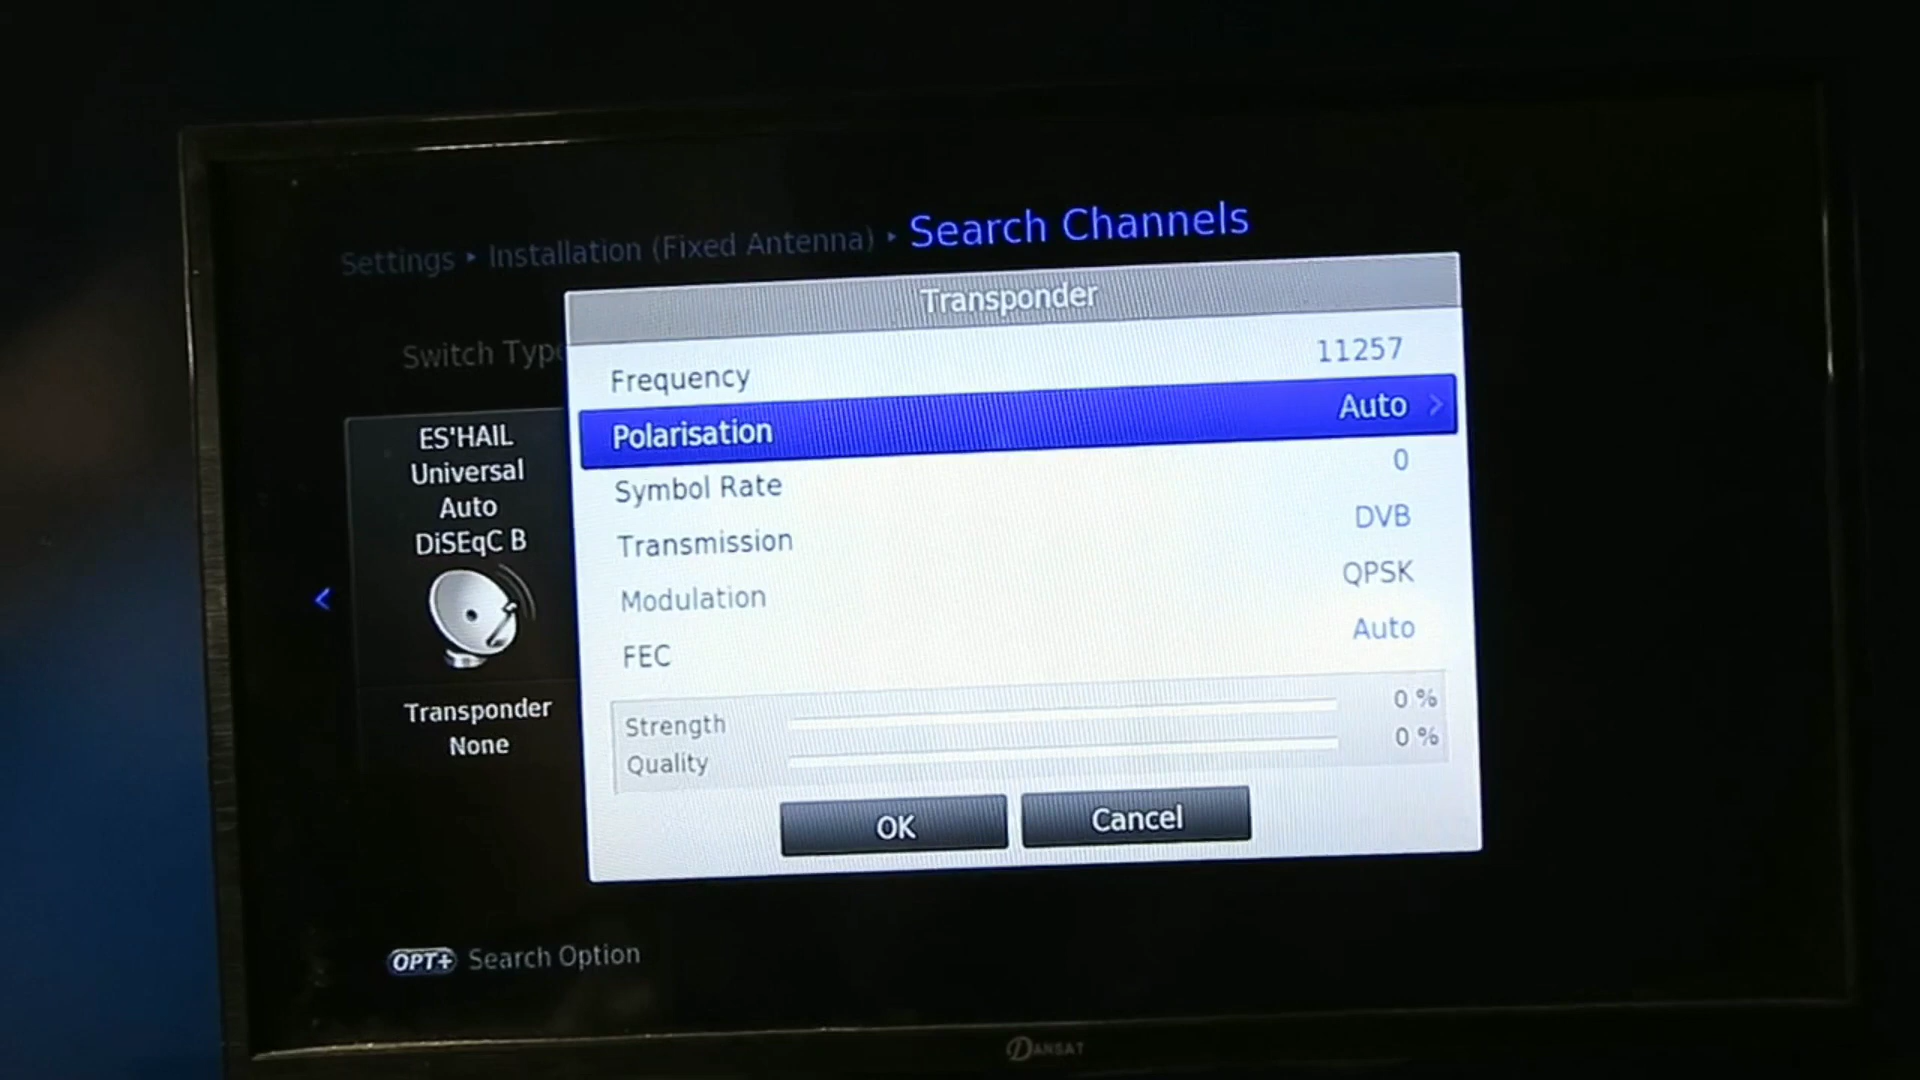 Settings ‣ Installation (Fixed Antenna) ‣ Search Channels
Switch Type
Transponder
Frequency 11257
Polarisation Auto >
Symbol Rate 0
Transmission DVB
Modulation QPSK
FEC Auto
Strength 0 %
Quality 0 %
OK Cancel
ES'HAIL
Universal
Auto
DiSEqC B
Transponder
None
OPT+ Search Option
DANSAT